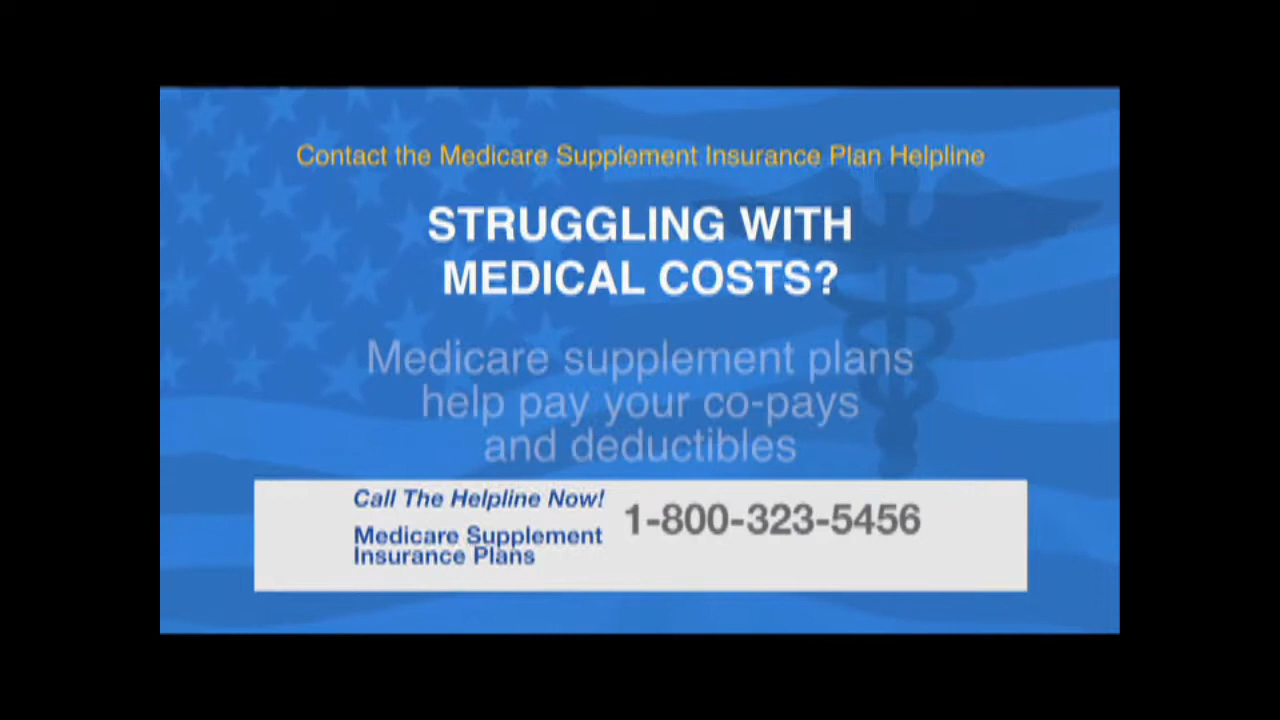 Contact the Medicare Supplement Insurance Plan Helpline
STRUGGLING WITH
MEDICAL COSTS?
Medicare supplement plans
help pay your co-pays
and deductibles
Call The Helpline Now!
1-800-323-5456
Medicare Supplement
Insurance Plans